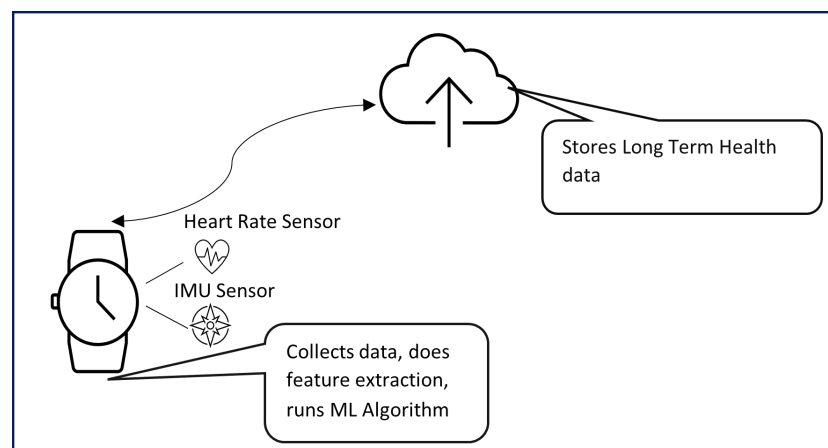 Stores Long Term Health
data
Heart Rate Sensor
IMU Sensor
Collects data, does
feature extraction,
runs ML Algorithm